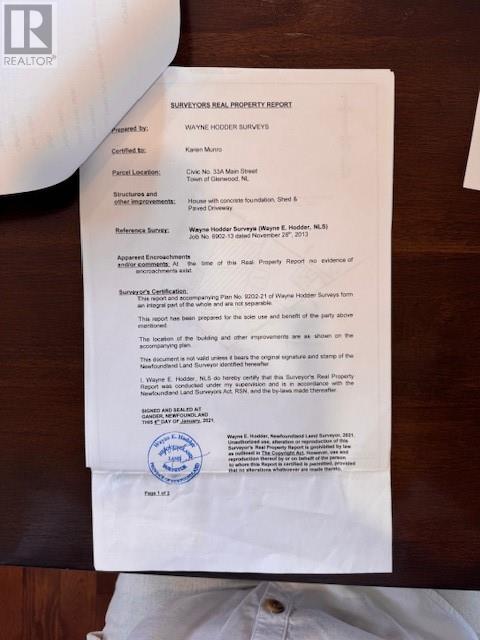 REALTOR®
SURVEYORS REAL PROPERTY REPORT
Prepared by: WAYNE HODDER SURVEYS
Certified to: Karen Munro
Parcel Location: Civic No. 33A Main Street
Town of Glenwood, NL
Structures and
other improvements: House with concrete foundation, Shed &
Paved Driveway.
Reference Survey: Wayne Hodder Surveys (Wayne E. Hodder, NLS)
Job No. 6902-13 dated November 28th, 2013
Apparent Encroachments
and/or comments: At the time of this Real Property Report no evidence of
encroachments exist.
Surveyor's Certification:
This report and accompanying Plan No. 9202-21 of Wayne Hodder Surveys form
an integral part of the whole and are not separable.
This report has been prepared for the sole use and benefit of the party above
mentioned.
The location of the building and other improvements are as shown on the
accompanying plan.
This document is not valid unless it bears the original signature and stamp of the
Newfoundland Land Surveyor identified hereafter
I, Wayne E. Hodder, NLS do hereby certify that this Surveyor's Real Property
Report was conducted under my supervision and is in accordance with the
Newfoundland Land Surveyors Act, RSN, and the by-laws made thereafter.
SIGNED AND SEALED AT
GANDER, NEWFOUNDLAND
THIS DAY OF January, 2021.
Wayne E. Hodder
SURVEYOR
Wayne E. Hodder, Newfoundland Land Surveyor, 2021.
Unauthorized use, alteration or reproduction of this
Surveyor's Real Property Report is prohibited by law
as outlined in The Copyright Act. However, use and
reproduction thereof by or on behalf of the person
to whom this Report is certified is permitted, provided
that no alterations whatsoever are made thereto.
Page 1 of 2